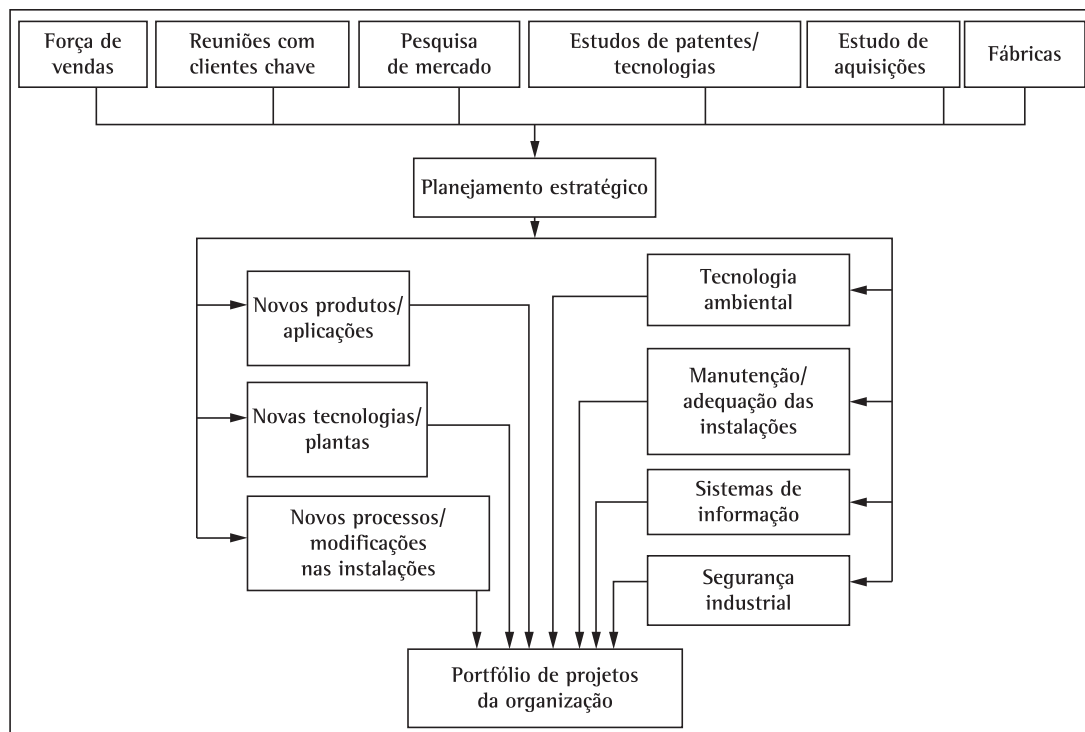 Força de
vendas
Reuniões com
clientes chave
Pesquisa
de mercado
Estudos de patentes/
tecnologias
Estudo de
aquisições
Fábricas
Planejamento estratégico
Novos produtos/
aplicações
Novas tecnologias/
plantas
Novos processos/
modificações
nas instalações
Tecnologia
ambiental
Manutenção/
adequação das
instalações
Sistemas de
informação
Segurança
industrial
Portfólio de projetos
da organização